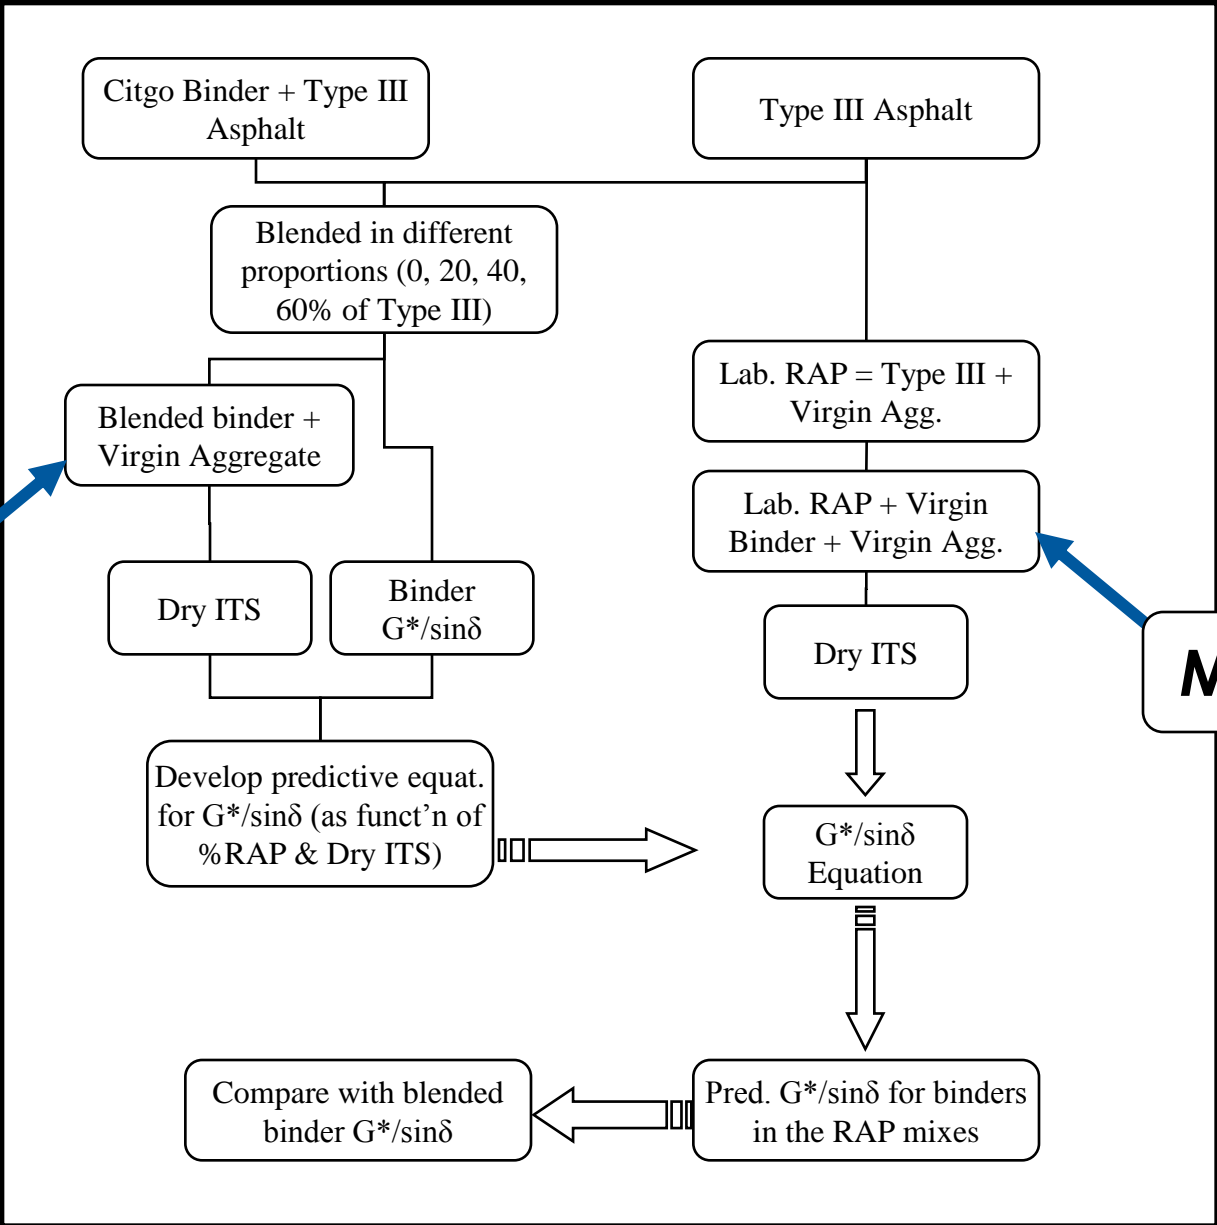 Citgo Binder + Type III
Asphalt
Type III Asphalt
Blended in different
proportions (0, 20, 40,
60% of Type III)
Lab. RAP = Type III +
Virgin Agg.
Blended binder +
Virgin Aggregate
Lab. RAP + Virgin
Binder + Virgin Agg.
Dry ITS
Binder
G*/sinδ
Dry ITS
M
Develop predictive equat.
for G*/sinδ (as funct’n of
%RAP & Dry ITS)
G*/sinδ
Equation
Compare with blended
binder G*/sinδ
Pred. G*/sinδ for binders
in the RAP mixes